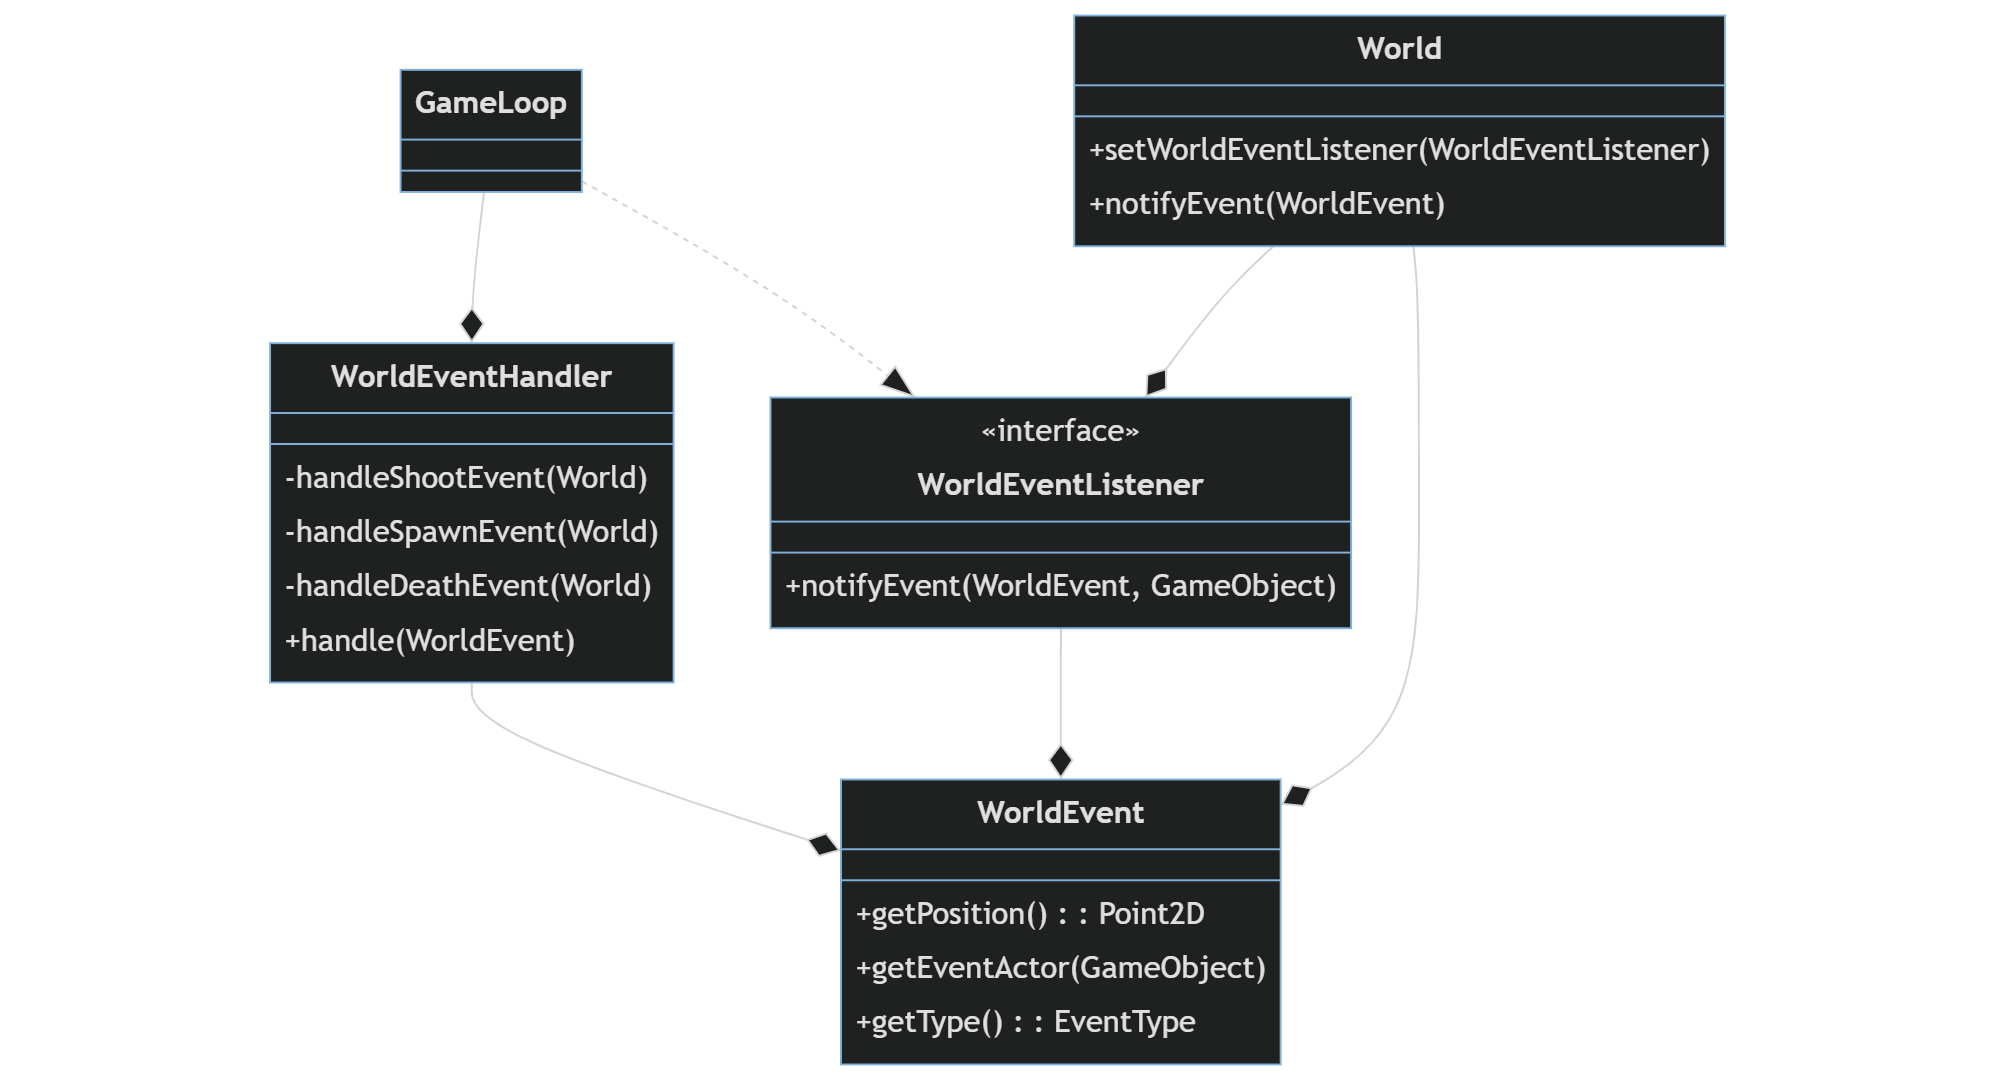 GameLoop
World
+setWorldEventListener(WorldEventListener)
+notifyEvent(WorldEvent)
WorldEventHandler
-handleShootEvent(World)
-handleSpawnEvent(World)
-handleDeathEvent(World)
+handle(WorldEvent)
«interface»
WorldEventListener
+notifyEvent(WorldEvent, GameObject)
WorldEvent
+getPosition() : : Point2D
+getEventActor(GameObject)
+getType() : : EventType